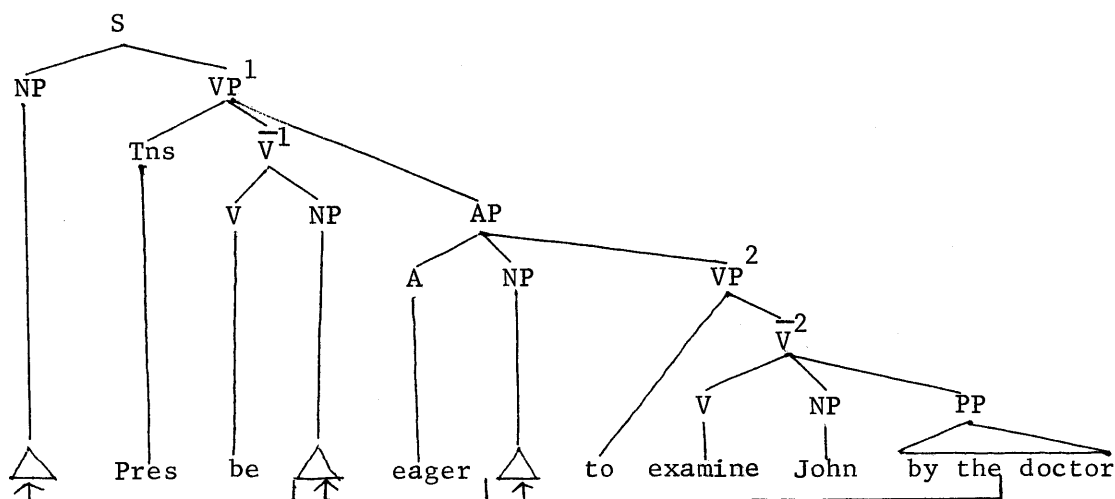 S
NP VP¹
Tns V̄¹
V NP AP
A NP VP²
V̄²
V NP PP
Pres be eager to examine John by the doctor